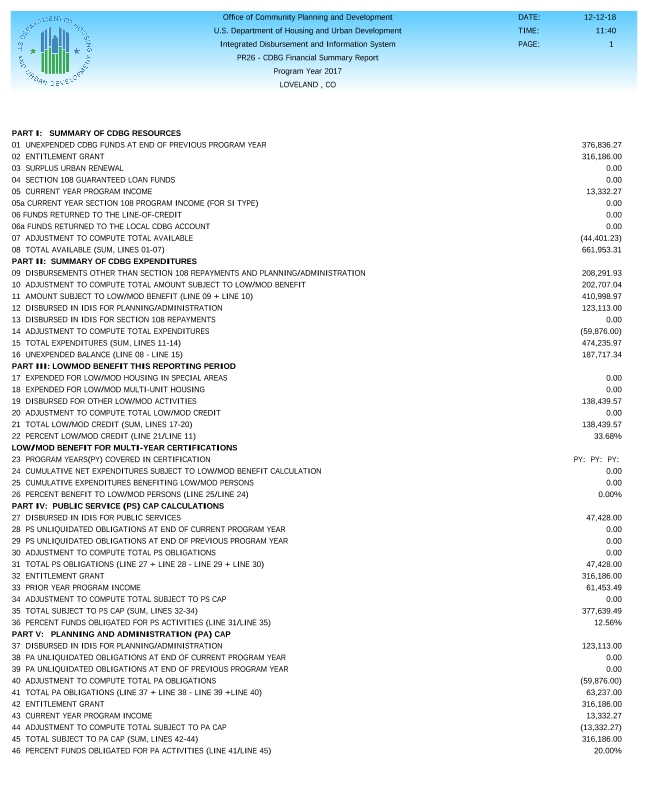 Office of Community Planning and Development DATE: 12-12-18
U.S. Department of Housing and Urban Development TIME: 11:40
Integrated Disbursement and Information System PAGE: 1
PR26 - CDBG Financial Summary Report
Program Year 2017
LOVELAND , CO
U.S. DEPARTMENT OF HOUSING AND URBAN DEVELOPMENT
PART I: SUMMARY OF CDBG RESOURCES
01 UNEXPENDED CDBG FUNDS AT END OF PREVIOUS PROGRAM YEAR 376,836.27
02 ENTITLEMENT GRANT 316,186.00
03 SURPLUS URBAN RENEWAL 0.00
04 SECTION 108 GUARANTEED LOAN FUNDS 0.00
05 CURRENT YEAR PROGRAM INCOME 13,332.27
05a CURRENT YEAR SECTION 108 PROGRAM INCOME (FOR SI TYPE) 0.00
06 FUNDS RETURNED TO THE LINE-OF-CREDIT 0.00
06a FUNDS RETURNED TO THE LOCAL CDBG ACCOUNT 0.00
07 ADJUSTMENT TO COMPUTE TOTAL AVAILABLE (44,401.23)
08 TOTAL AVAILABLE (SUM, LINES 01-07) 661,953.31
PART II: SUMMARY OF CDBG EXPENDITURES
09 DISBURSEMENTS OTHER THAN SECTION 108 REPAYMENTS AND PLANNING/ADMINISTRATION 208,291.93
10 ADJUSTMENT TO COMPUTE TOTAL AMOUNT SUBJECT TO LOW/MOD BENEFIT 202,707.04
11 AMOUNT SUBJECT TO LOW/MOD BENEFIT (LINE 09 + LINE 10) 410,998.97
12 DISBURSED IN IDIS FOR PLANNING/ADMINISTRATION 123,113.00
13 DISBURSED IN IDIS FOR SECTION 108 REPAYMENTS 0.00
14 ADJUSTMENT TO COMPUTE TOTAL EXPENDITURES (59,876.00)
15 TOTAL EXPENDITURES (SUM, LINES 11-14) 474,235.97
16 UNEXPENDED BALANCE (LINE 08 - LINE 15) 187,717.34
PART III: LOWMOD BENEFIT THIS REPORTING PERIOD
17 EXPENDED FOR LOW/MOD HOUSING IN SPECIAL AREAS 0.00
18 EXPENDED FOR LOW/MOD MULTI-UNIT HOUSING 0.00
19 DISBURSED FOR OTHER LOW/MOD ACTIVITIES 138,439.57
20 ADJUSTMENT TO COMPUTE TOTAL LOW/MOD CREDIT 0.00
21 TOTAL LOW/MOD CREDIT (SUM, LINES 17-20) 138,439.57
22 PERCENT LOW/MOD CREDIT (LINE 21/LINE 11) 33.68%
LOW/MOD BENEFIT FOR MULTI-YEAR CERTIFICATIONS
23 PROGRAM YEARS(PY) COVERED IN CERTIFICATION PY: PY: PY:
24 CUMULATIVE NET EXPENDITURES SUBJECT TO LOW/MOD BENEFIT CALCULATION 0.00
25 CUMULATIVE EXPENDITURES BENEFITING LOW/MOD PERSONS 0.00
26 PERCENT BENEFIT TO LOW/MOD PERSONS (LINE 25/LINE 24) 0.00%
PART IV: PUBLIC SERVICE (PS) CAP CALCULATIONS
27 DISBURSED IN IDIS FOR PUBLIC SERVICES 47,428.00
28 PS UNLIQUIDATED OBLIGATIONS AT END OF CURRENT PROGRAM YEAR 0.00
29 PS UNLIQUIDATED OBLIGATIONS AT END OF PREVIOUS PROGRAM YEAR 0.00
30 ADJUSTMENT TO COMPUTE TOTAL PS OBLIGATIONS 0.00
31 TOTAL PS OBLIGATIONS (LINE 27 + LINE 28 - LINE 29 + LINE 30) 47,428.00
32 ENTITLEMENT GRANT 316,186.00
33 PRIOR YEAR PROGRAM INCOME 61,453.49
34 ADJUSTMENT TO COMPUTE TOTAL SUBJECT TO PS CAP 0.00
35 TOTAL SUBJECT TO PS CAP (SUM, LINES 32-34) 377,639.49
36 PERCENT FUNDS OBLIGATED FOR PS ACTIVITIES (LINE 31/LINE 35) 12.56%
PART V: PLANNING AND ADMINISTRATION (PA) CAP
37 DISBURSED IN IDIS FOR PLANNING/ADMINISTRATION 123,113.00
38 PA UNLIQUIDATED OBLIGATIONS AT END OF CURRENT PROGRAM YEAR 0.00
39 PA UNLIQUIDATED OBLIGATIONS AT END OF PREVIOUS PROGRAM YEAR 0.00
40 ADJUSTMENT TO COMPUTE TOTAL PA OBLIGATIONS (59,876.00)
41 TOTAL PA OBLIGATIONS (LINE 37 + LINE 38 - LINE 39 +LINE 40) 63,237.00
42 ENTITLEMENT GRANT 316,186.00
43 CURRENT YEAR PROGRAM INCOME 13,332.27
44 ADJUSTMENT TO COMPUTE TOTAL SUBJECT TO PA CAP (13,332.27)
45 TOTAL SUBJECT TO PA CAP (SUM, LINES 42-44) 316,186.00
46 PERCENT FUNDS OBLIGATED FOR PA ACTIVITIES (LINE 41/LINE 45) 20.00%